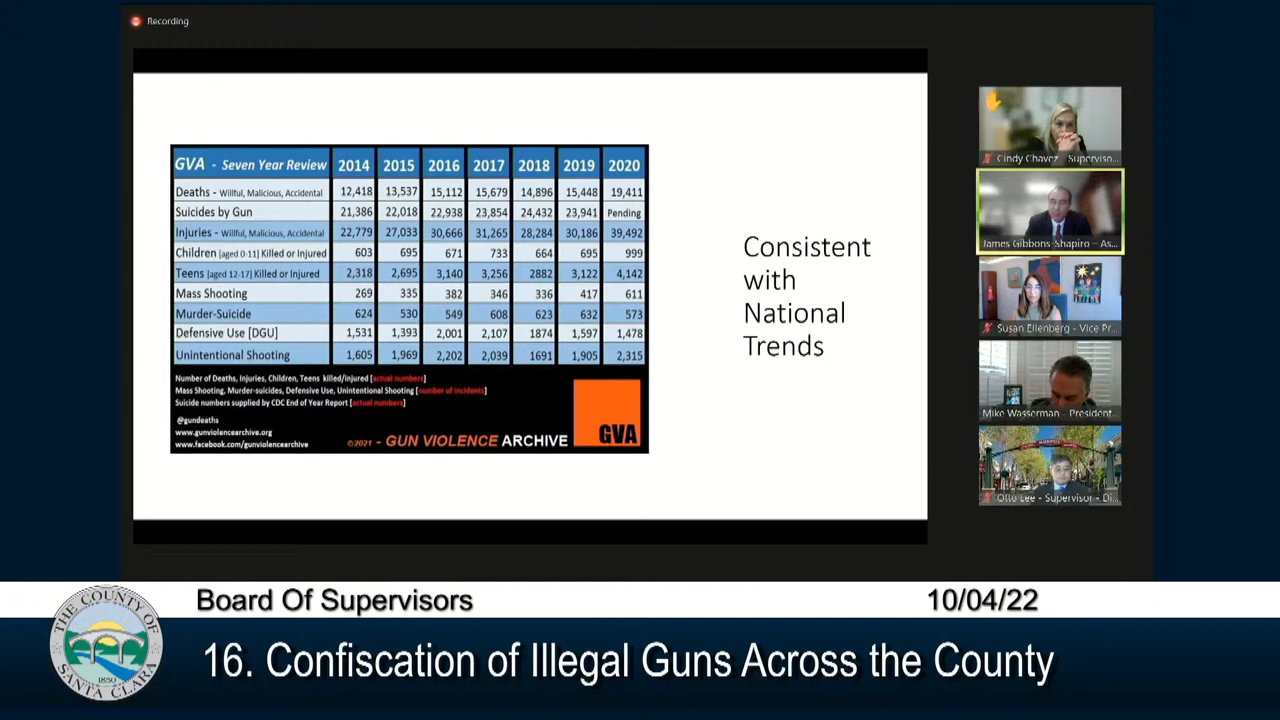 Recording
GVA - Seven Year Review 2014 2015 2016 2017 2018 2019 2020
Deaths - Willful, Malicious, Accidental 12,418 13,537 15,112 15,679 14,896 15,448 19,411
Suicides by Gun 21,386 22,018 22,938 23,854 24,432 23,941 Pending
Injuries - Willful, Malicious, Accidental 22,779 27,033 30,666 31,265 28,284 30,186 39,492
Children [aged 0-11] Killed or Injured 603 695 671 733 664 695 999
Teens [aged 12-17] Killed or Injured 2,318 2,695 3,140 3,256 2882 3,122 4,142
Mass Shooting 269 335 382 346 336 417 611
Murder-Suicide 624 530 549 608 623 632 573
Defensive Use [DGU] 1,531 1,393 2,001 2,107 1874 1,597 1,478
Unintentional Shooting 1,605 1,969 2,202 2,039 1691 1,905 2,315
Number of Deaths, Injuries, Children, Teens killed/injured [actual numbers]
Mass Shooting, Murder-suicides, Defensive Use, Unintentional Shooting [number of incidents]
Suicide numbers supplied by CDC End of Year Report [actual numbers]
@gundeaths
www.gunviolencearchive.org
www.facebook.com/gunviolencearchive
©2021 - GUN VIOLENCE ARCHIVE
GVA
Consistent
with
National
Trends
Cindy Chavez - Superviso...
James Gibbons-Shapiro – As...
Susan Ellenberg - Vice Pr...
Mike Wasserman - President...
Otto Lee - Supervisor - Di...
Board Of Supervisors
10/04/22
16. Confiscation of Illegal Guns Across the County
THE COUNTY OF
SANTA CLARA
1850